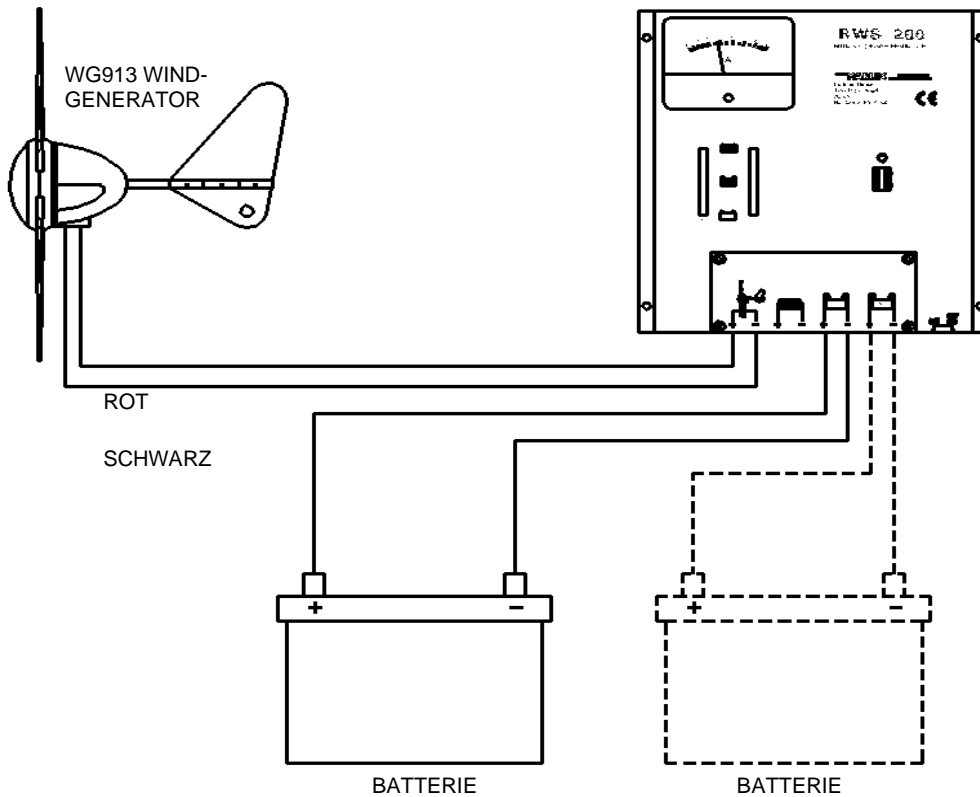 WG913 WIND-
GENERATOR
RWS 200
A
CE
ROT
SCHWARZ
+ - + - + - + -
+ -
+ -
BATTERIE
BATTERIE